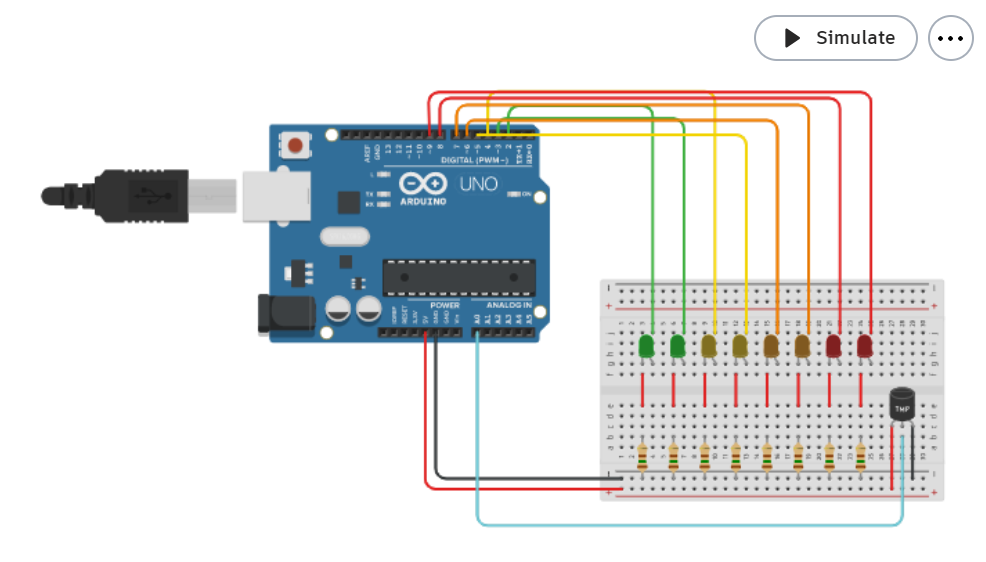 Simulate
AREF
GND
13
12
~11
~10
~9
8
7
~6
~5
4
~3
2
TX→1
RX←0
DIGITAL (PWM~)
L
TX
RX
UNO
ON
ARDUINO
POWER
ANALOG IN
IOREF
RESET
3.3V
5V
GND
GND
Vin
A0
A1
A2
A3
A4
A5
j
i
h
g
f
TMP
e
d
c
b
a